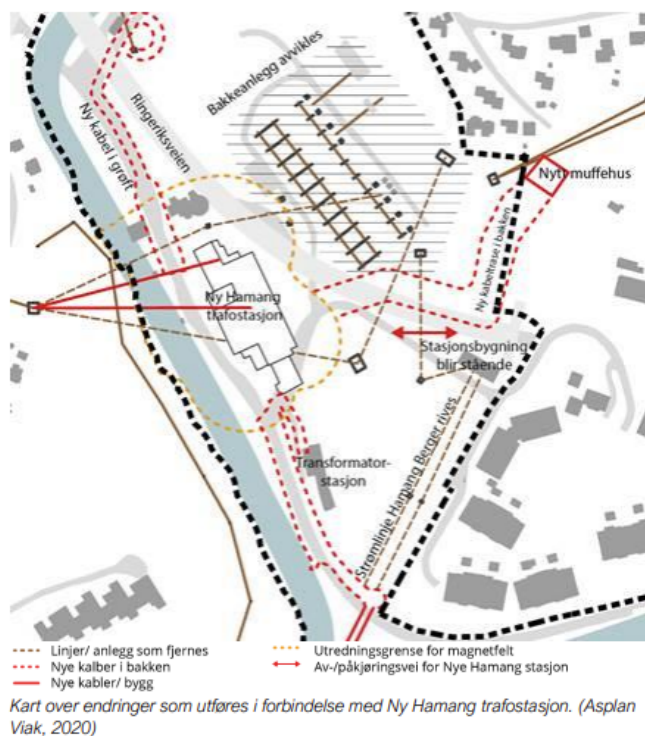 Bakkeanlegg avvikles
Ringeriksveien
Ny kabel i grøft
Nytt muffehus
Ny kabeltrase i bakken
Ny Hamang
trafostasjon
Stasjonsbygning
blir stående
Transformator-
stasjon
Strømlinje Hamang Berger rives
Linjer/ anlegg som fjernes
Nye kalber i bakken
Nye kabler/ bygg
Utredningsgrense for magnetfelt
Av-/påkjøringsvei for Nye Hamang stasjon
Kart over endringer som utføres i forbindelse med Ny Hamang trafostasjon. (Asplan
Viak, 2020)